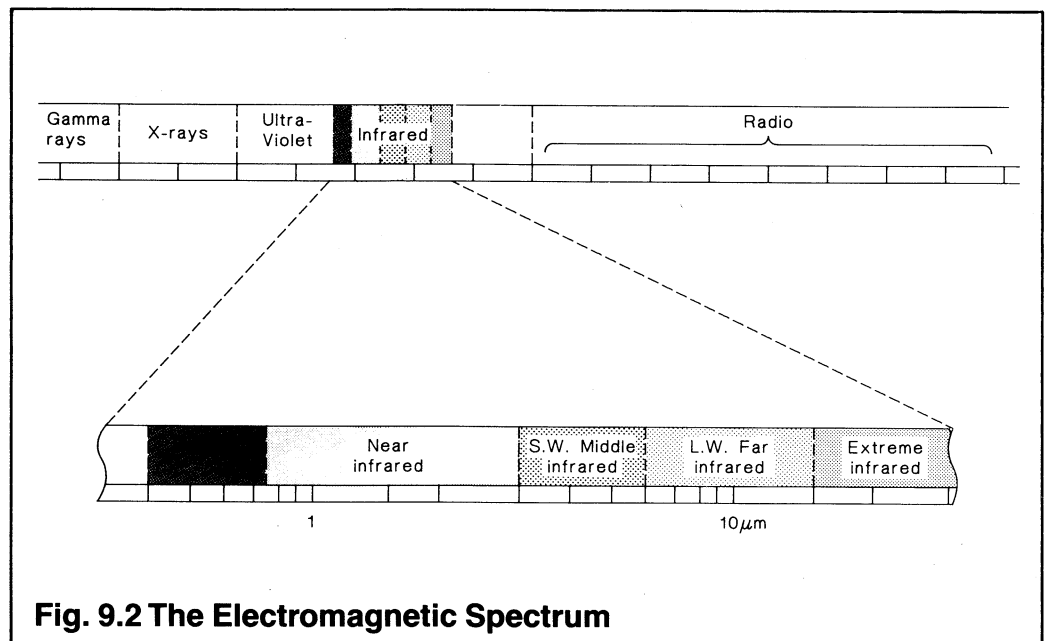 Gamma rays
X-rays
Ultra-
Violet
Infrared
Radio
Near
infrared
S.W. Middle
infrared
L.W. Far
infrared
Extreme
infrared
1
10μm
Fig. 9.2 The Electromagnetic Spectrum